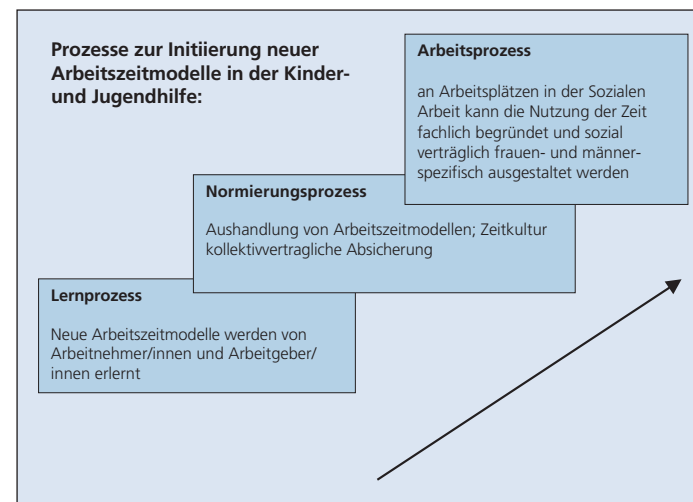 Prozesse zur Initiierung neuer
Arbeitszeitmodelle in der Kinder-
und Jugendhilfe:
Arbeitsprozess
an Arbeitsplätzen in der Sozialen
Arbeit kann die Nutzung der Zeit
fachlich begründet und sozial
verträglich frauen- und männer-
spezifisch ausgestaltet werden
Normierungsprozess
Aushandlung von Arbeitszeitmodellen; Zeitkultur
kollektivvertragliche Absicherung
Lernprozess
Neue Arbeitszeitmodelle werden von
Arbeitnehmer/innen und Arbeitgeber/
innen erlernt